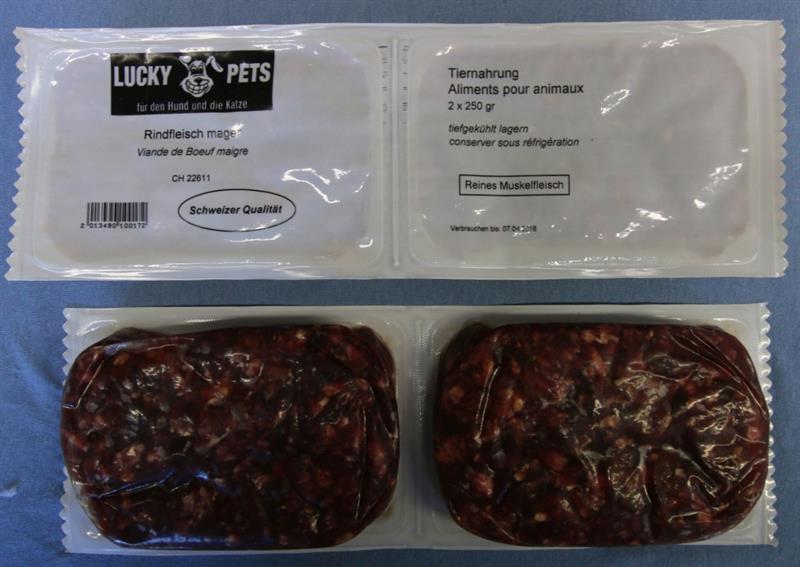 LUCKY PETS
für den Hund und die Katze
Rindfleisch mager
Viande de Boeuf maigre
CH 22611
Schweizer Qualität
2 013480 100172
Tiernahrung
Aliments pour animaux
2 x 250 gr
tiefgekühlt lagern
conserver sous réfrigération
Reines Muskelfleisch
Verbrauchen bis: 07.04.2016